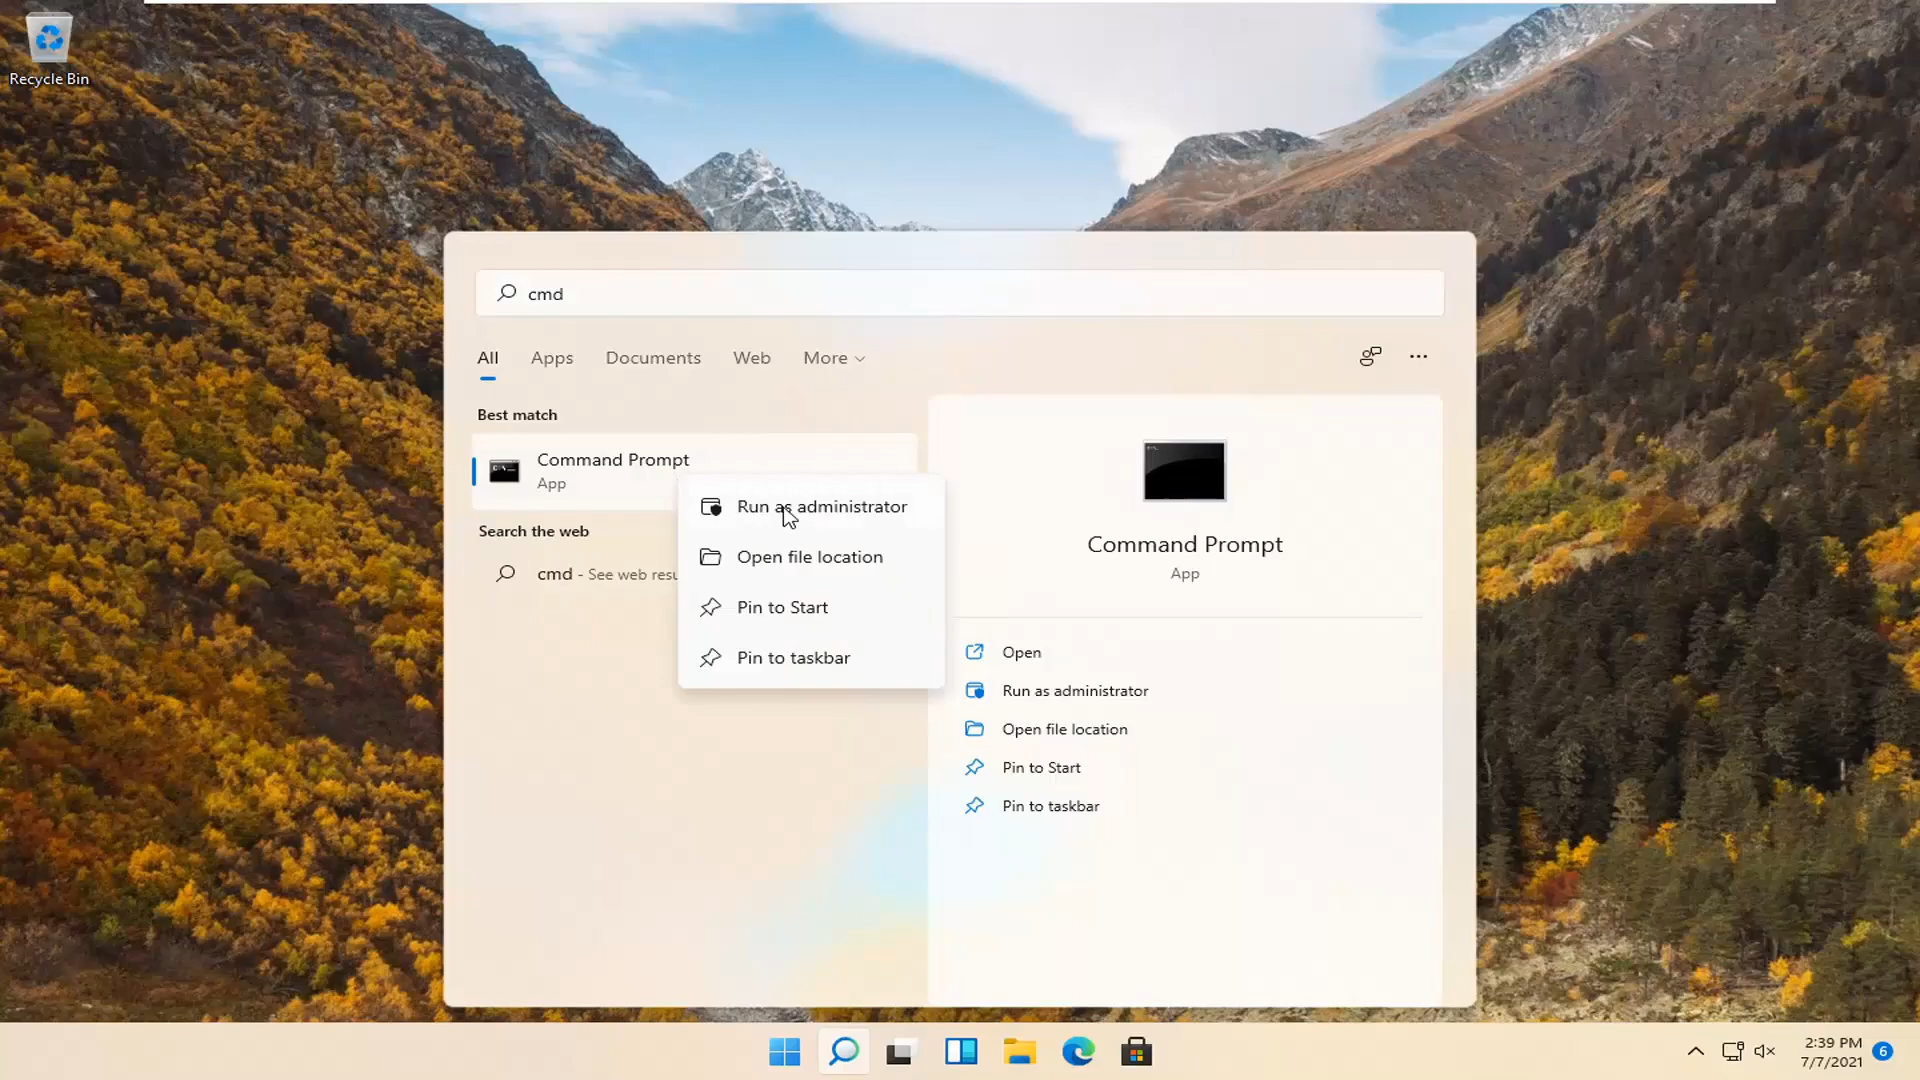 Recycle Bin
cmd
All Apps Documents Web More
Best match
Command Prompt
App
Search the web
cmd - See web resu
Run as administrator
Open file location
Pin to Start
Pin to taskbar
Command Prompt
App
Open
Run as administrator
Open file location
Pin to Start
Pin to taskbar
2:39 PM
7/7/2021
6